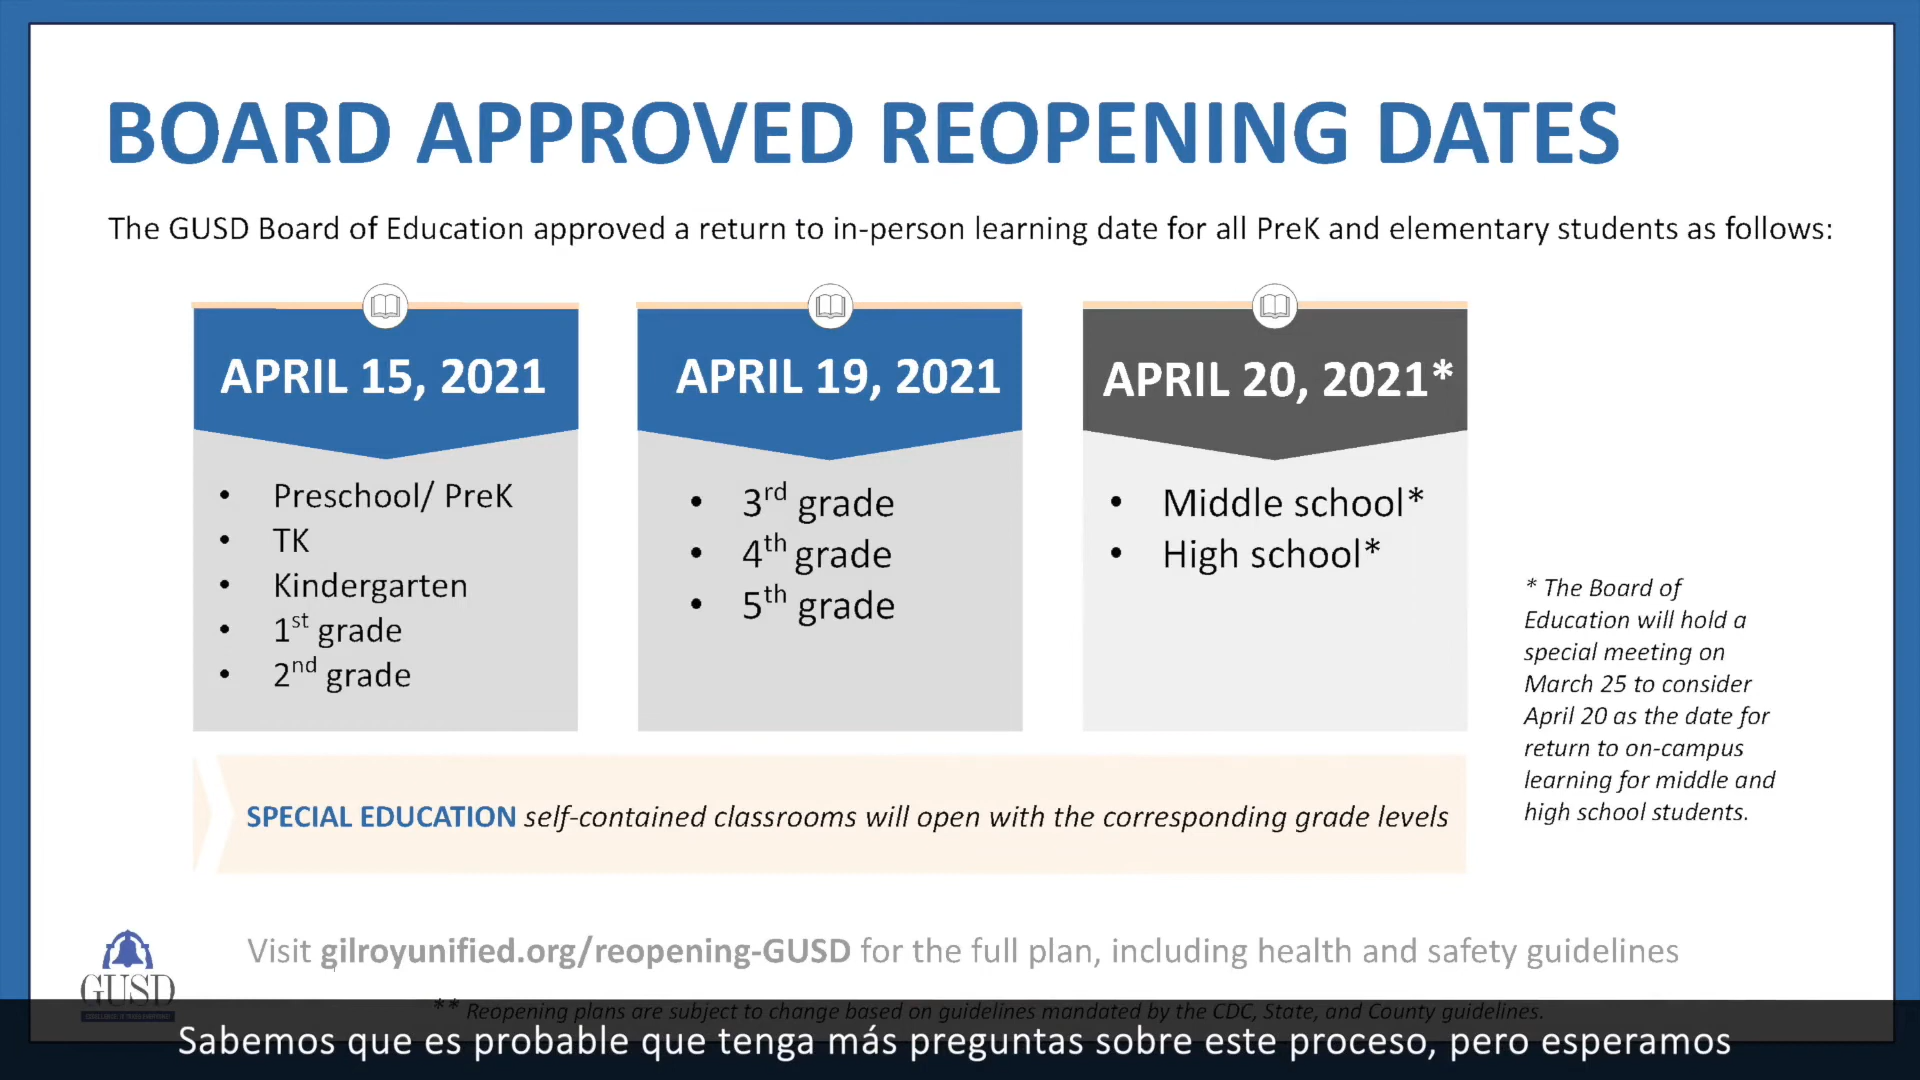 BOARD APPROVED REOPENING DATES
The GUSD Board of Education approved a return to in-person learning date for all PreK and elementary students as follows:
APRIL 15, 2021
• Preschool/ PreK
• TK
• Kindergarten
• 1st grade
• 2nd grade
APRIL 19, 2021
• 3rd grade
• 4th grade
• 5th grade
APRIL 20, 2021*
• Middle school*
• High school*
* The Board of
Education will hold a
special meeting on
March 25 to consider
April 20 as the date for
return to on-campus
learning for middle and
high school students.
SPECIAL EDUCATION self-contained classrooms will open with the corresponding grade levels
Visit gilroyunified.org/reopening-GUSD for the full plan, including health and safety guidelines
GUSD
** Reopening plans are subject to change based on guidelines mandated by the CDC, State, and County guidelines.
Sabemos que es probable que tenga más preguntas sobre este proceso, pero esperamos